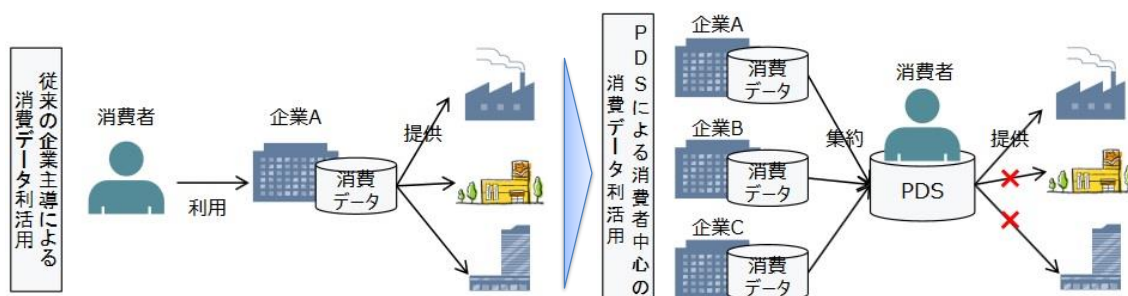 従来の企業主導による
消費データ利活用
消費者
利用
企業A
消費
データ
提供
PDSによる消費者中心の
消費データ利活用
企業A
消費
データ
企業B
消費
データ
企業C
消費
データ
集約
消費者
PDS
提供